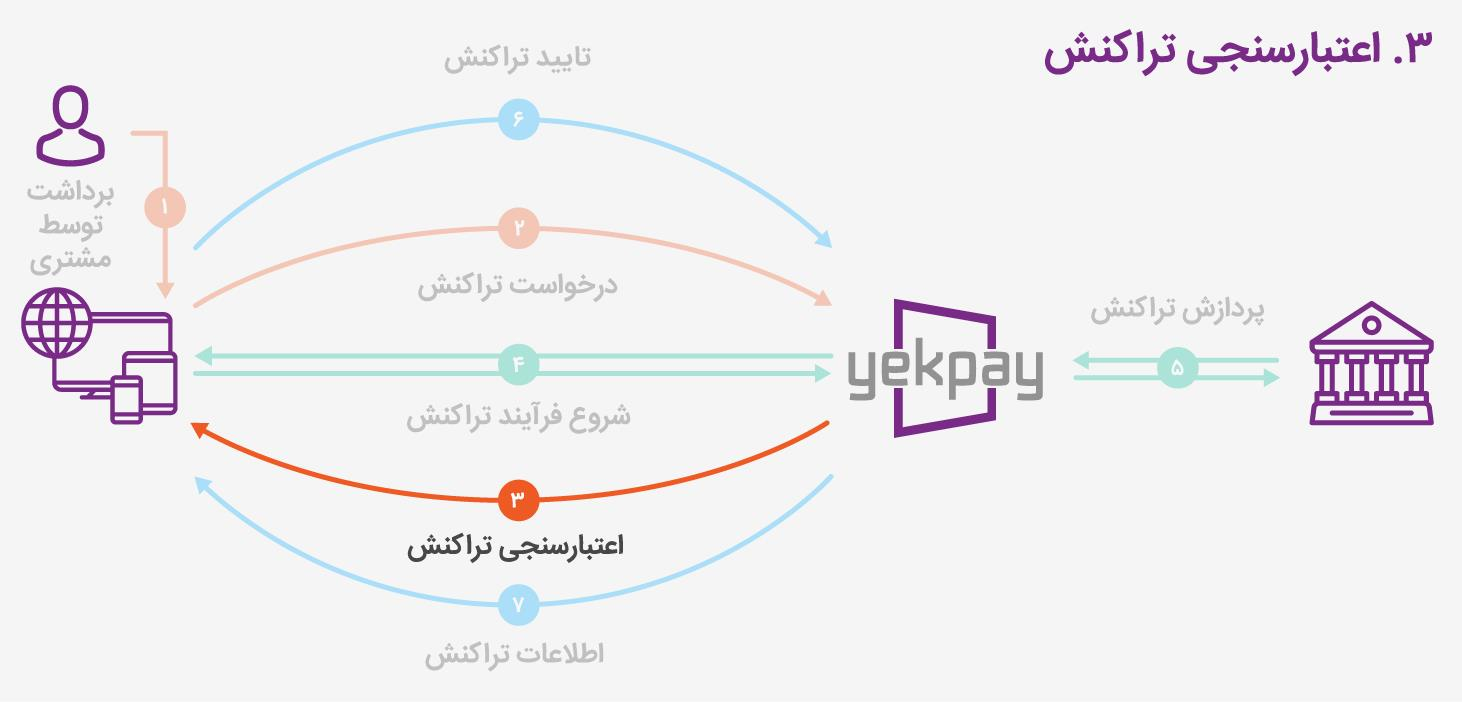 ۳. اعتبارسنجی تراکنش
تایید تراکنش
۶
برداشت
توسط
مشتری
۱
۲
درخواست تراکنش
پردازش تراکنش
۴
۵
yekpay
شروع فرآیند تراکنش
۳
اعتبارسنجی تراکنش
۷
اطلاعات تراکنش